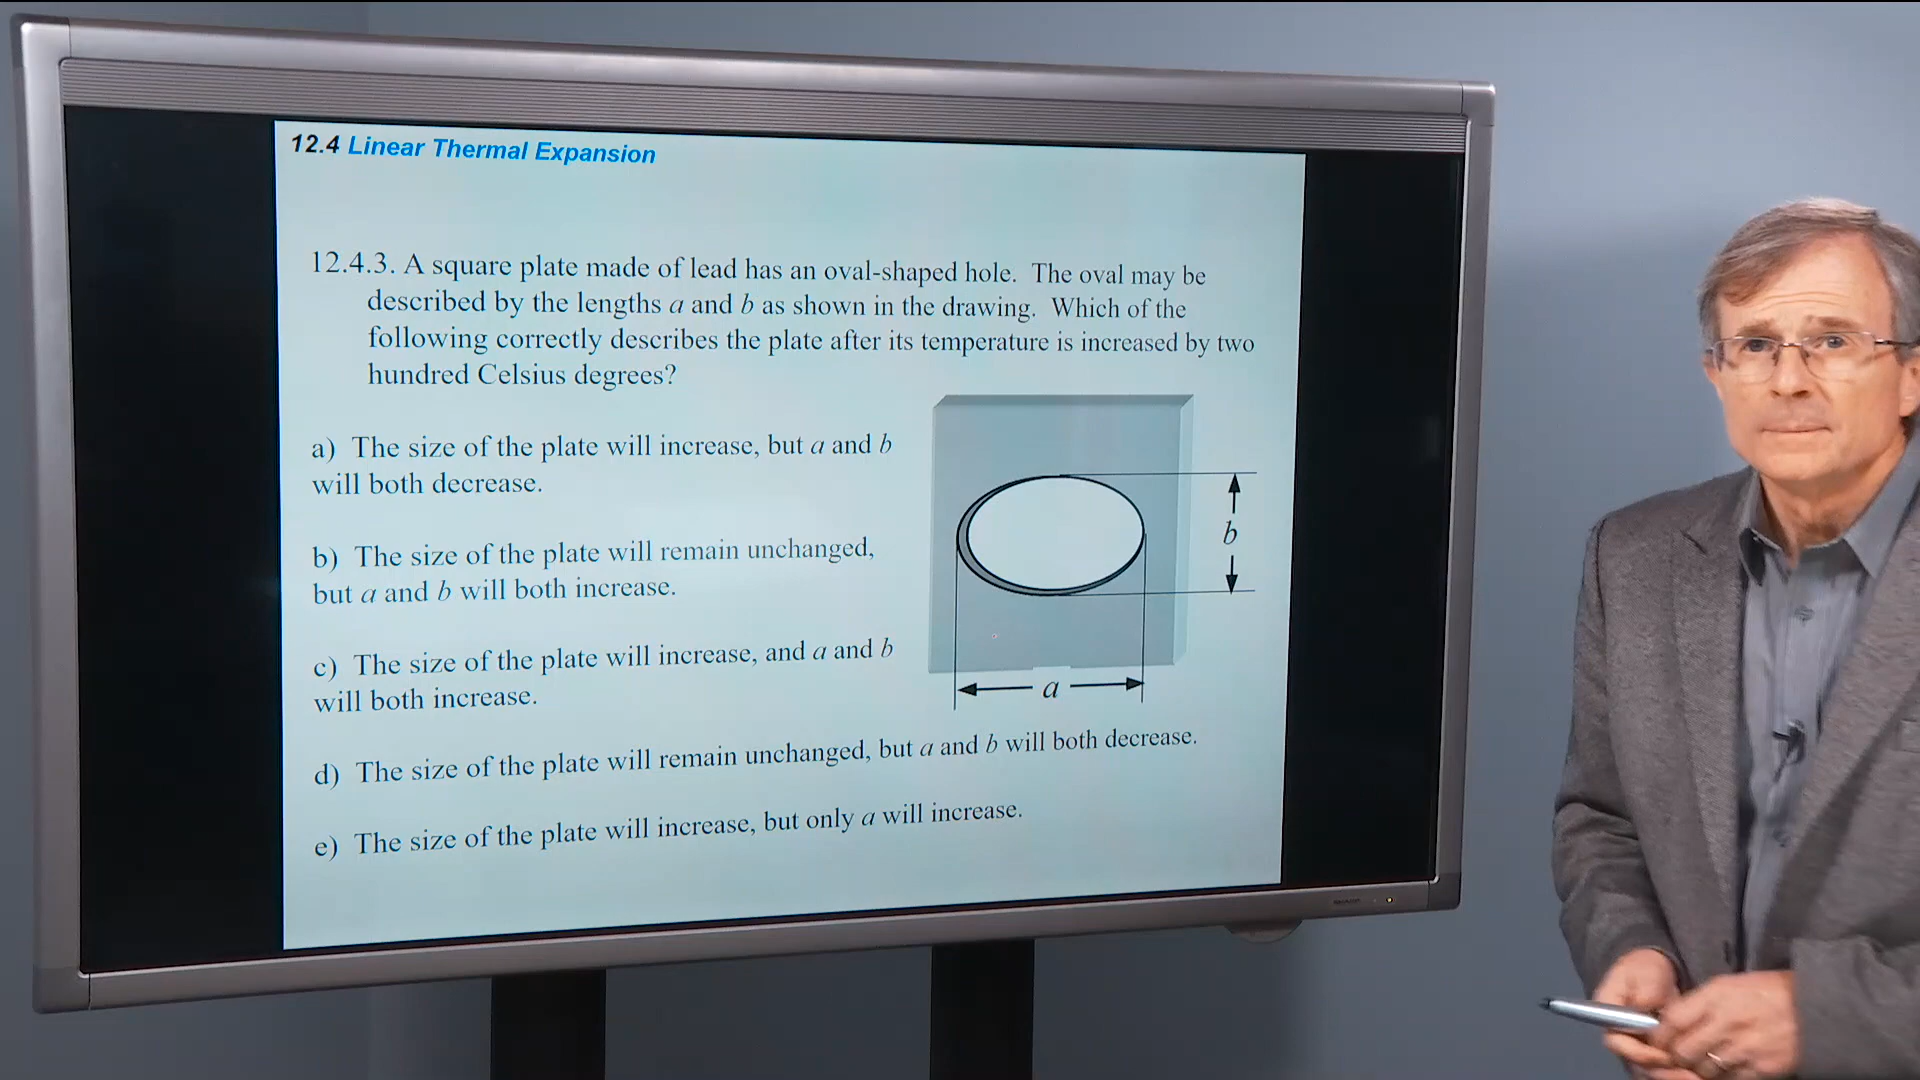 12.4 Linear Thermal Expansion
12.4.3. A square plate made of lead has an oval-shaped hole. The oval may be
described by the lengths a and b as shown in the drawing. Which of the
following correctly describes the plate after its temperature is increased by two
hundred Celsius degrees?
a) The size of the plate will increase, but a and b
will both decrease.
b) The size of the plate will remain unchanged,
but a and b will both increase.
c) The size of the plate will increase, and a and b
will both increase.
d) The size of the plate will remain unchanged, but a and b will both decrease.
e) The size of the plate will increase, but only a will increase.
b
a